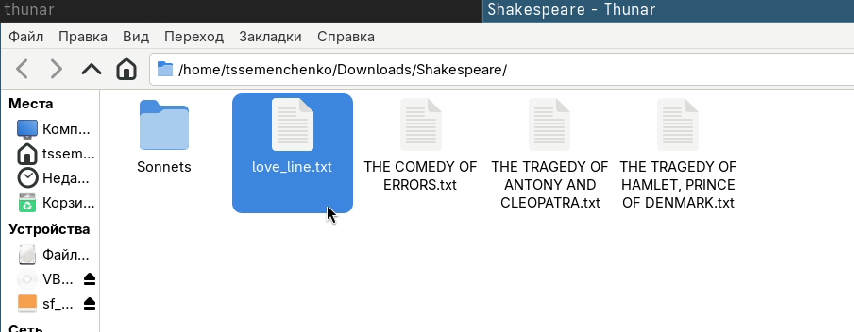 thunar
Shakespeare - Thunar
Файл Правка Вид Переход Закладки Справка
/home/tssemenchenko/Downloads/Shakespeare/
Места
Комп...
tssem...
Неда...
Корзи...
Устройства
Файл...
VB...
sf_...
Сеть
Sonnets
love_line.txt
THE COMEDY OF
ERRORS.txt
THE TRAGEDY OF
ANTONY AND
CLEOPATRA.txt
THE TRAGEDY OF
HAMLET, PRINCE
OF DENMARK.txt